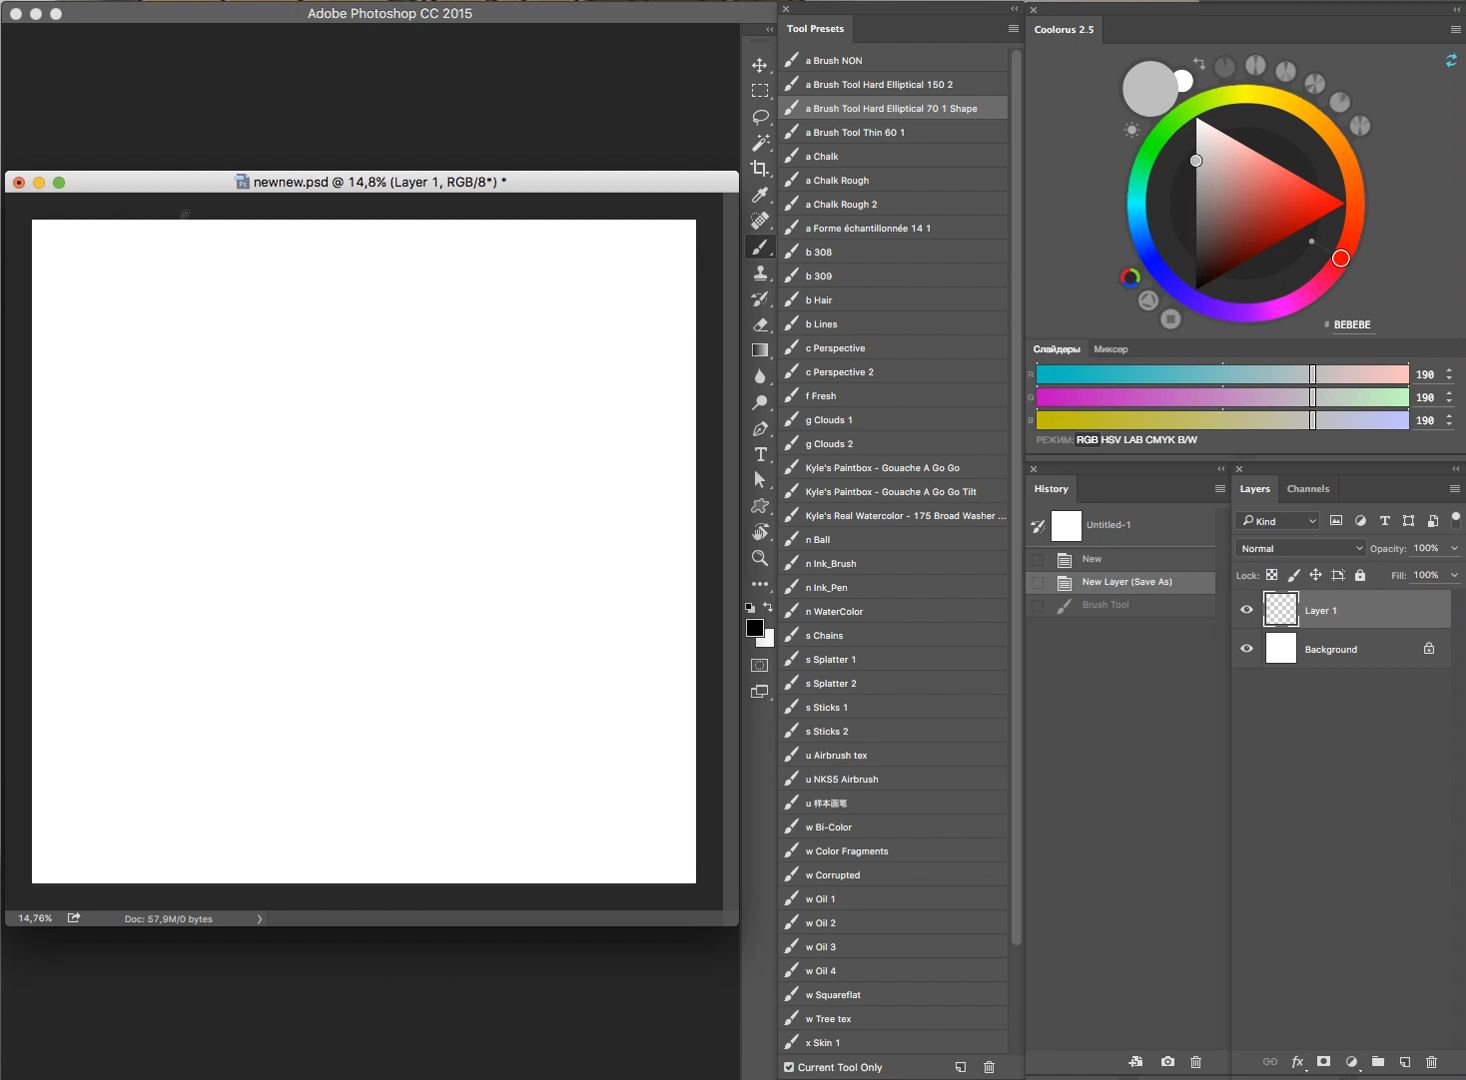 Adobe Photoshop CC 2015
newnew.psd @ 14,8% (Layer 1, RGB/8*) *
14,76%
Doc: 57,9M/0 bytes
Tool Presets
a Brush NON
a Brush Tool Hard Elliptical 150 2
a Brush Tool Hard Elliptical 70 1 Shape
a Brush Tool Thin 60 1
a Chalk
a Chalk Rough
a Chalk Rough 2
a Forme échantillonnée 14 1
b 308
b 309
b Hair
b Lines
c Perspective
c Perspective 2
f Fresh
g Clouds 1
g Clouds 2
Kyle's Paintbox - Gouache A Go Go
Kyle's Paintbox - Gouache A Go Go Tilt
Kyle's Real Watercolor - 175 Broad Washer ...
n Ball
n Ink_Brush
n Ink_Pen
n WaterColor
s Chains
s Splatter 1
s Splatter 2
s Sticks 1
s Sticks 2
u Airbrush tex
u NKS5 Airbrush
u 样本画笔
w Bi-Color
w Color Fragments
w Corrupted
w Oil 1
w Oil 2
w Oil 3
w Oil 4
w Squareflat
w Tree tex
x Skin 1
Current Tool Only
Coolorus 2.5
# BEBEBE
Слайдеры Миксер
R 190
G 190
B 190
РЕЖИМ: RGB HSV LAB CMYK B/W
History
Untitled-1
New
New Layer (Save As)
Brush Tool
Layers Channels
Kind
Normal Opacity: 100%
Lock: Fill: 100%
Layer 1
Background
fx